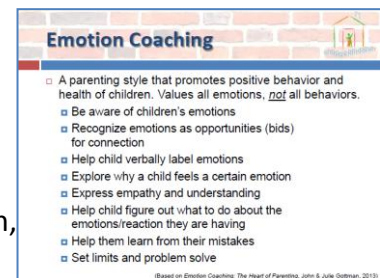 Emotion Coaching
A parenting style that promotes positive behavior and
health of children. Values all emotions, not all behaviors.
Be aware of children's emotions
Recognize emotions as opportunities (bids)
for connection
Help child verbally label emotions
Explore why a child feels a certain emotion
Express empathy and understanding
n,
Help child figure out what to do about the
emotions/reaction they are having
Help them learn from their mistakes
Set limits and problem solve
(Based on Emotion Coaching: The Heart of Parenting, John & Julie Gottman, 2013)